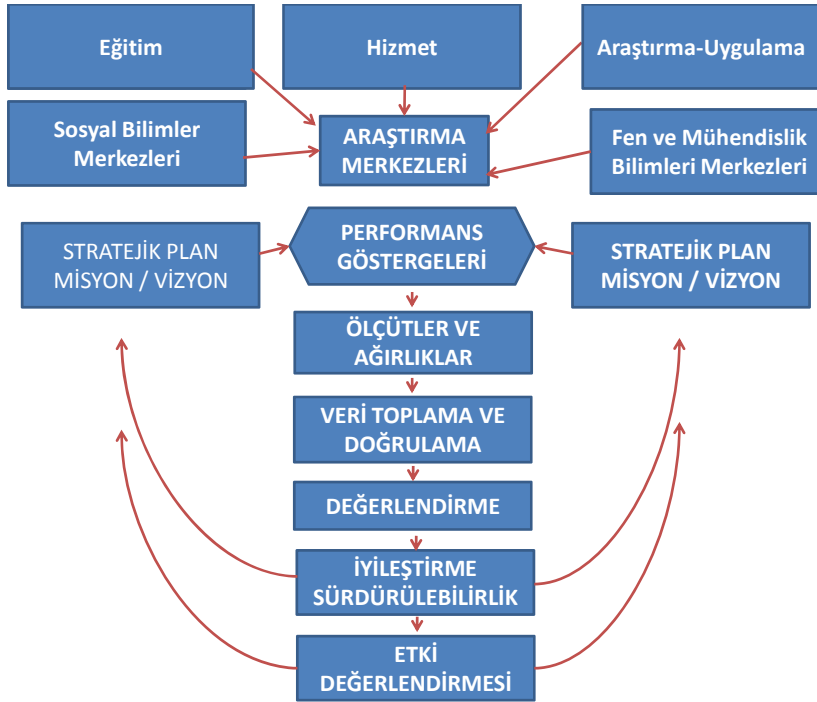 Eğitim
Hizmet
Araştırma-Uygulama
Sosyal Bilimler
Merkezleri
ARAŞTIRMA
MERKEZLERİ
Fen ve Mühendislik
Bilimleri Merkezleri
STRATEJİK PLAN
MİSYON / VİZYON
PERFORMANS
GÖSTERGELERİ
STRATEJİK PLAN
MİSYON / VİZYON
ÖLÇÜTLER VE
AĞIRLIKLAR
VERİ TOPLAMA VE
DOĞRULAMA
DEĞERLENDİRME
İYİLEŞTİRME
SÜRDÜRÜLEBİLİRLİK
ETKİ
DEĞERLENDİRMESİ